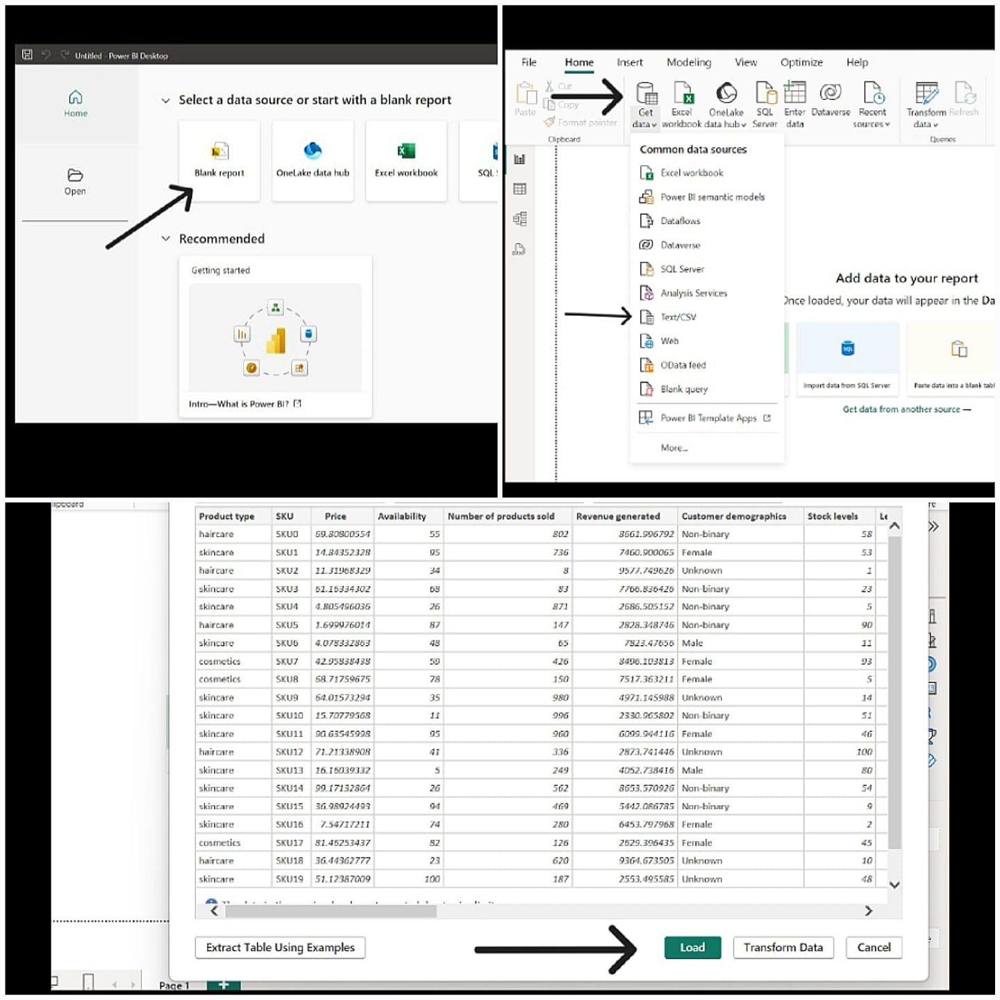 Untitled - Power BI Desktop
Home
Open
Select a data source or start with a blank report
Blank report
OneLake data hub
Excel workbook
SQL
Recommended
Getting started
Intro—What is Power BI?
File Home Insert Modeling View Optimize Help
Paste
Cut
Copy
Format painter
Clipboard
Get data
Excel workbook
OneLake data hub
SQL Server
Enter data
Dataverse
Recent sources
Transform data
Refresh
Queries
Common data sources
Excel workbook
Power BI semantic models
Dataflows
Dataverse
SQL Server
Analysis Services
Text/CSV
Web
OData feed
Blank query
Power BI Template Apps
More...
Add data to your report
Once loaded, your data will appear in the Da
SQL
Import data from SQL Server
Paste data into a blank tabl
Get data from another source →
Product type SKU Price Availability Number of products sold Revenue generated Customer demographics Stock levels Le
haircare SKU0 69.80800554 55 802 8661.996792 Non-binary 58
skincare SKU1 14.84352328 95 736 7460.900065 Female 53
haircare SKU2 11.31968329 34 8 9577.749626 Unknown 1
skincare SKU3 61.16334302 68 83 7766.836426 Non-binary 23
skincare SKU4 4.805496036 26 871 2686.505152 Non-binary 5
haircare SKU5 1.699976014 87 147 2828.348746 Non-binary 90
skincare SKU6 4.078332863 48 65 7823.47656 Male 11
cosmetics SKU7 42.95838438 59 426 8496.103813 Female 93
cosmetics SKU8 68.71759675 78 150 7517.363211 Female 5
skincare SKU9 64.01573294 35 980 4971.145988 Unknown 14
skincare SKU10 15.70779568 11 996 2330.965802 Non-binary 51
skincare SKU11 90.63545998 95 960 6099.944116 Female 46
haircare SKU12 71.21338908 41 336 2873.741446 Unknown 100
skincare SKU13 16.16039332 5 249 4052.738416 Male 80
skincare SKU14 99.17132864 26 562 8653.570926 Non-binary 54
skincare SKU15 36.98924493 94 469 5442.086785 Non-binary 9
skincare SKU16 7.54717211 74 280 6453.797968 Female 2
cosmetics SKU17 81.46253437 82 126 2629.396435 Female 45
haircare SKU18 36.44362777 23 620 9364.673505 Unknown 10
skincare SKU19 51.12387009 100 187 2553.495585 Unknown 48
Extract Table Using Examples
Load
Transform Data
Cancel
Page 1